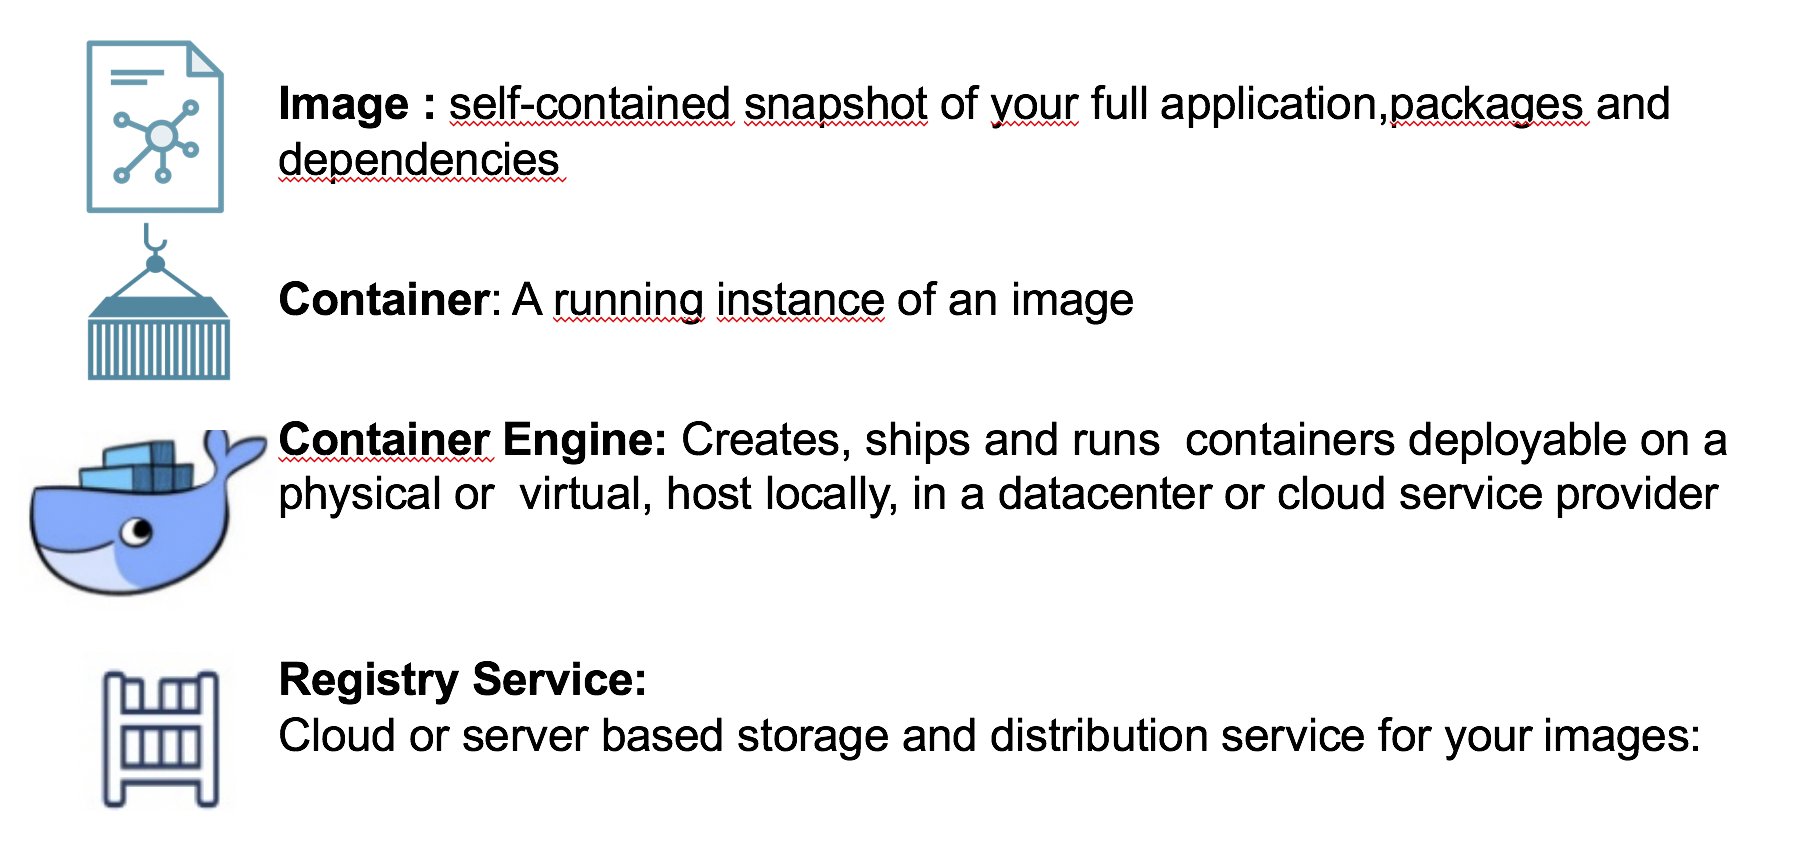 Image : self-contained snapshot of your full application,packages and
dependencies
Container: A running instance of an image
Container Engine: Creates, ships and runs  containers deployable on a
physical or  virtual, host locally, in a datacenter or cloud service provider
Registry Service:
Cloud or server based storage and distribution service for your images: